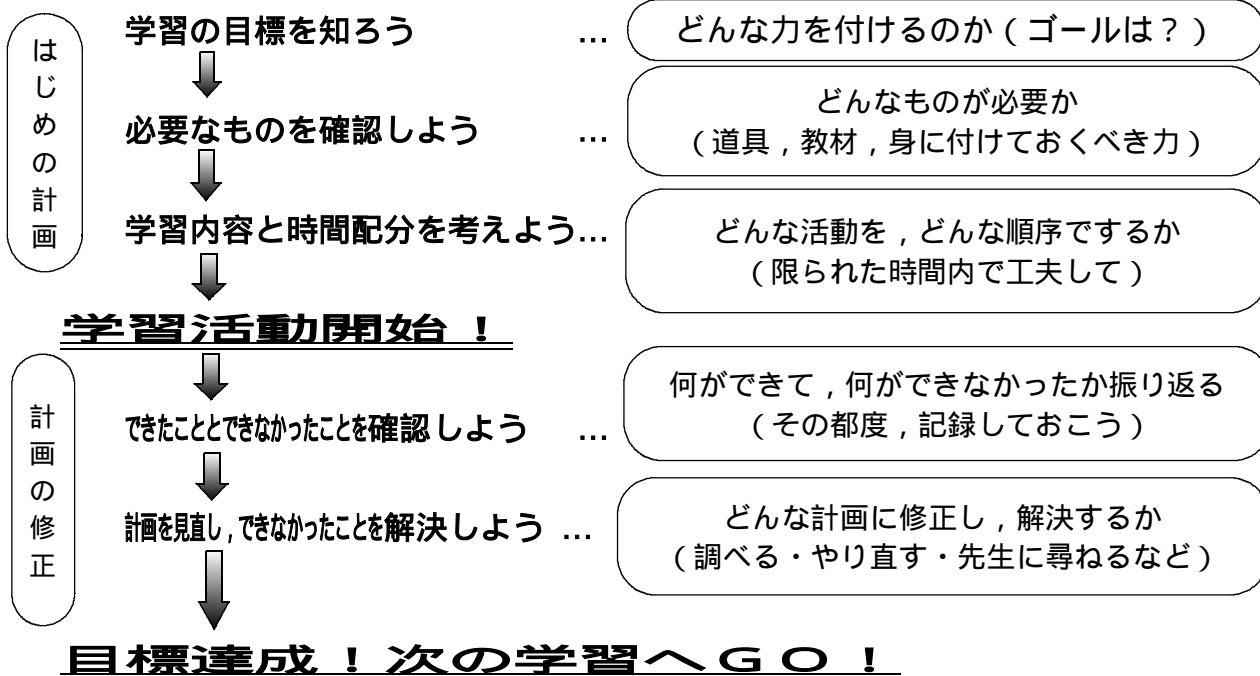 はじめの計画
学習の目標を知ろう …
どんな力を付けるのか(ゴールは?)
必要なものを確認しよう …
どんなものが必要か
(道具,教材,身に付けておくべき力)
学習内容と時間配分を考えよう…
どんな活動を,どんな順序でするか
(限られた時間内で工夫して)
学習活動開始!
計画の修正
できたこととできなかったことを確認しよう …
何ができて,何ができなかったか振り返る
(その都度,記録しておこう)
計画を見直し,できなかったことを解決しよう …
どんな計画に修正し,解決するか
(調べる・やり直す・先生に尋ねるなど)
目標達成!次の学習へGO!